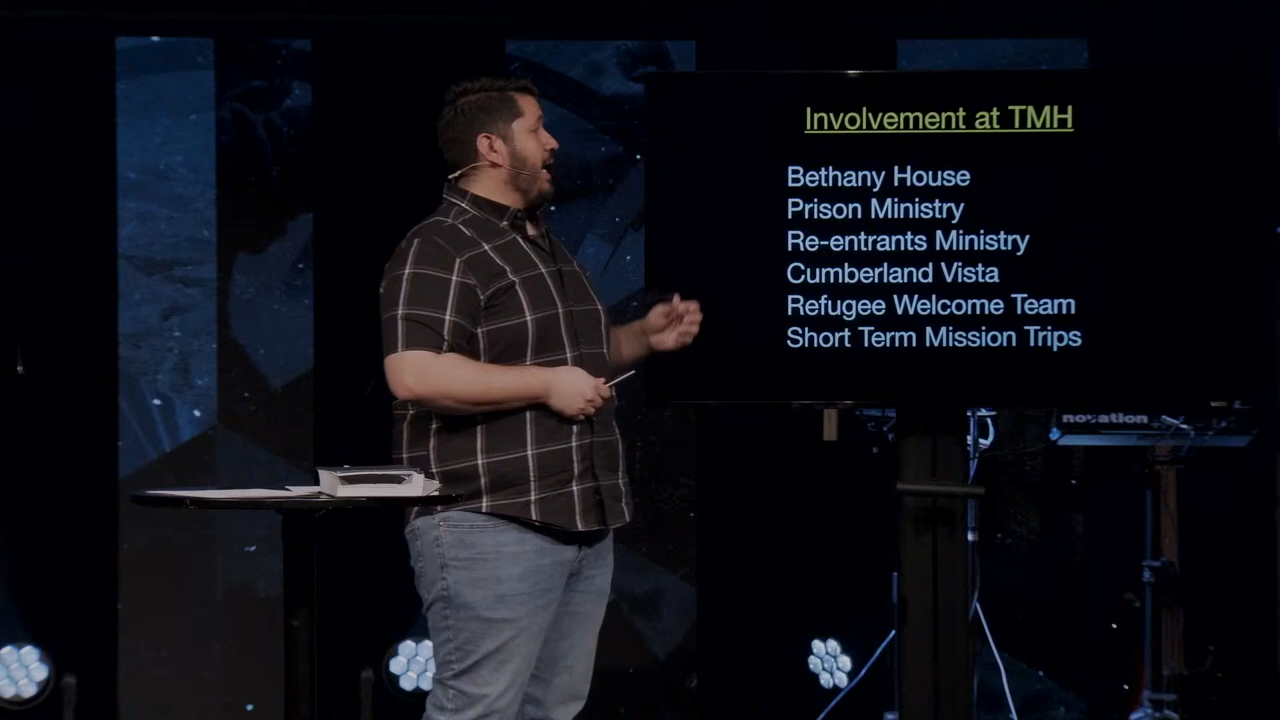 Involvement at TMH
Bethany House
Prison Ministry
Re-entrants Ministry
Cumberland Vista
Refugee Welcome Team
Short Term Mission Trips
novation